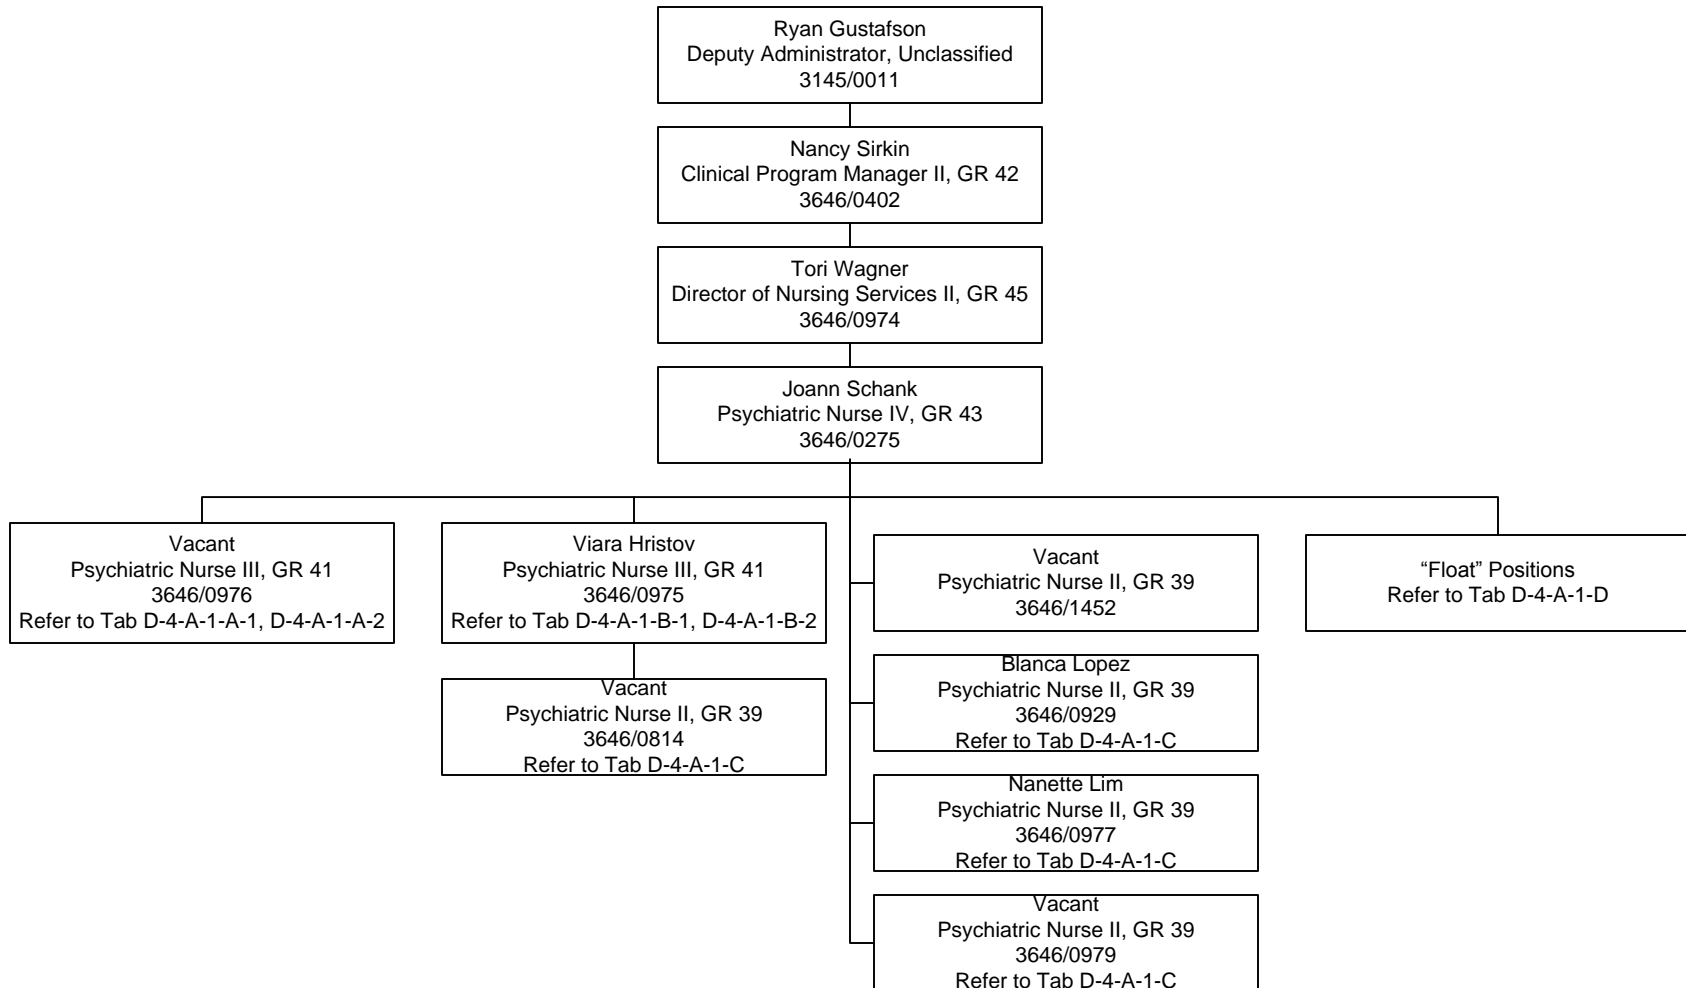 Ryan Gustafson
Deputy Administrator, Unclassified
3145/0011
Nancy Sirkin
Clinical Program Manager II, GR 42
3646/0402
Tori Wagner
Director of Nursing Services II, GR 45
3646/0974
Joann Schank
Psychiatric Nurse IV, GR 43
3646/0275
Vacant
Psychiatric Nurse III, GR 41
3646/0976
Refer to Tab D-4-A-1-A-1, D-4-A-1-A-2
Viara Hristov
Psychiatric Nurse III, GR 41
3646/0975
Refer to Tab D-4-A-1-B-1, D-4-A-1-B-2
Vacant
Psychiatric Nurse II, GR 39
3646/0814
Refer to Tab D-4-A-1-C
Vacant
Psychiatric Nurse II, GR 39
3646/1452
Blanca Lopez
Psychiatric Nurse II, GR 39
3646/0929
Refer to Tab D-4-A-1-C
Nanette Lim
Psychiatric Nurse II, GR 39
3646/0977
Refer to Tab D-4-A-1-C
Vacant
Psychiatric Nurse II, GR 39
3646/0979
Refer to Tab D-4-A-1-C
“Float” Positions
Refer to Tab D-4-A-1-D